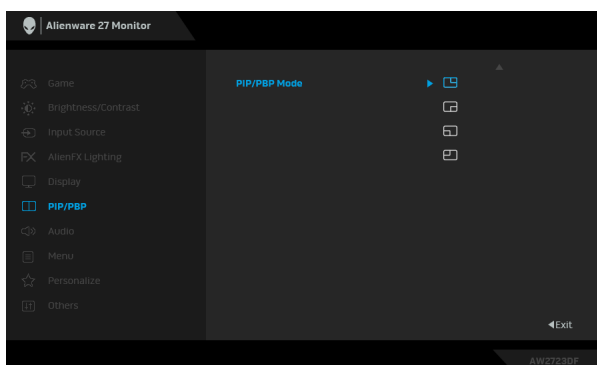 Alienware 27 Monitor
Game
PIP/PBP Mode
Brightness/Contrast
Input Source
FX AlienFX Lighting
Display
PIP/PBP
Audio
Menu
Personalize
Others
Exit
AW2723DF